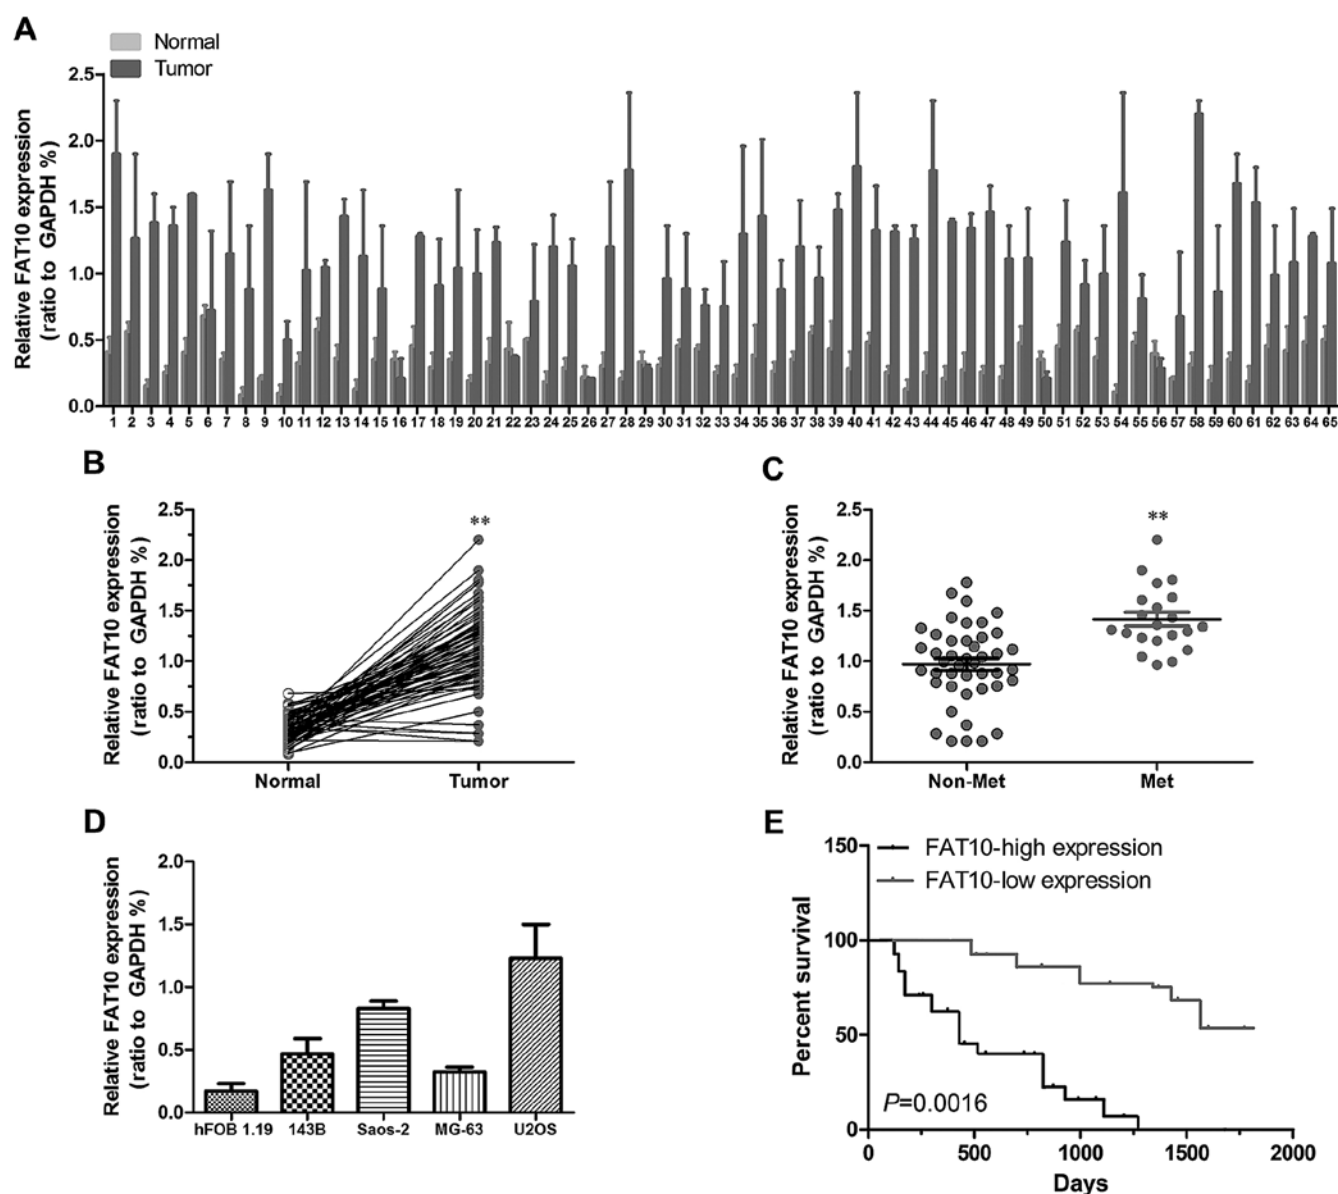 A
Normal
Tumor
Relative FAT10 expression
(ratio to GAPDH %)
2.5
2.0
1.5
1.0
0.5
0.0
1 2 3 4 5 6 7 8 9 10 11 12 13 14 15 16 17 18 19 20 21 22 23 24 25 26 27 28 29 30 31 32 33 34 35 36 37 38 39 40 41 42 43 44 45 46 47 48 49 50 51 52 53 54 55 56 57 58 59 60 61 62 63 64 65
B
Relative FAT10 expression
(ratio to GAPDH %)
2.5
2.0
1.5
1.0
0.5
0.0
**
Normal Tumor
C
Relative FAT10 expression
(ratio to GAPDH %)
2.5
2.0
1.5
1.0
0.5
0.0
**
Non-Met Met
D
Relative FAT10 expression
(ratio to GAPDH %)
2.0
1.5
1.0
0.5
0.0
hFOB 1.19 143B Saos-2 MG-63 U2OS
E
FAT10-high expression
FAT10-low expression
Percent survival
150
100
50
0
P=0.0016
0 500 1000 1500 2000
Days